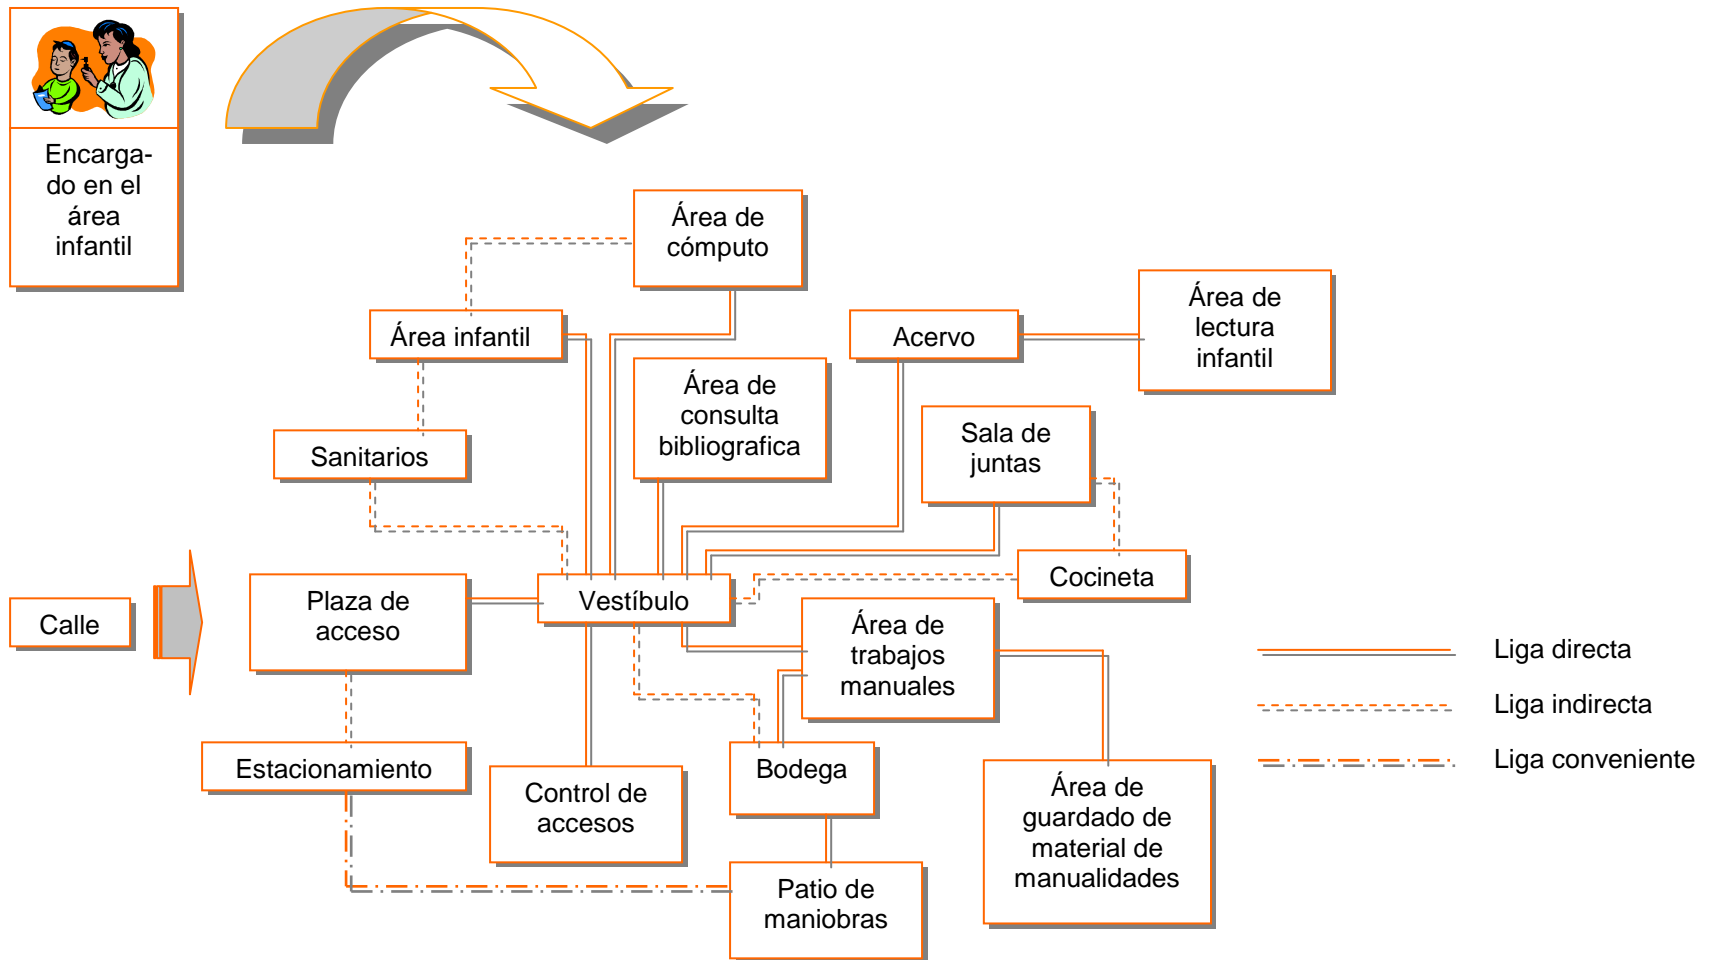 Encarga-
do en el
área
infantil
Área de
cómputo
Área infantil
Acervo
Área de
lectura
infantil
Área de
consulta
bibliografica
Sanitarios
Sala de
juntas
Cocineta
Calle
Plaza de
acceso
Vestíbulo
Área de
trabajos
manuales
Liga directa
Liga indirecta
Liga conveniente
Estacionamiento
Control de
accesos
Bodega
Área de
guardado de
material de
manualidades
Patio de
maniobras